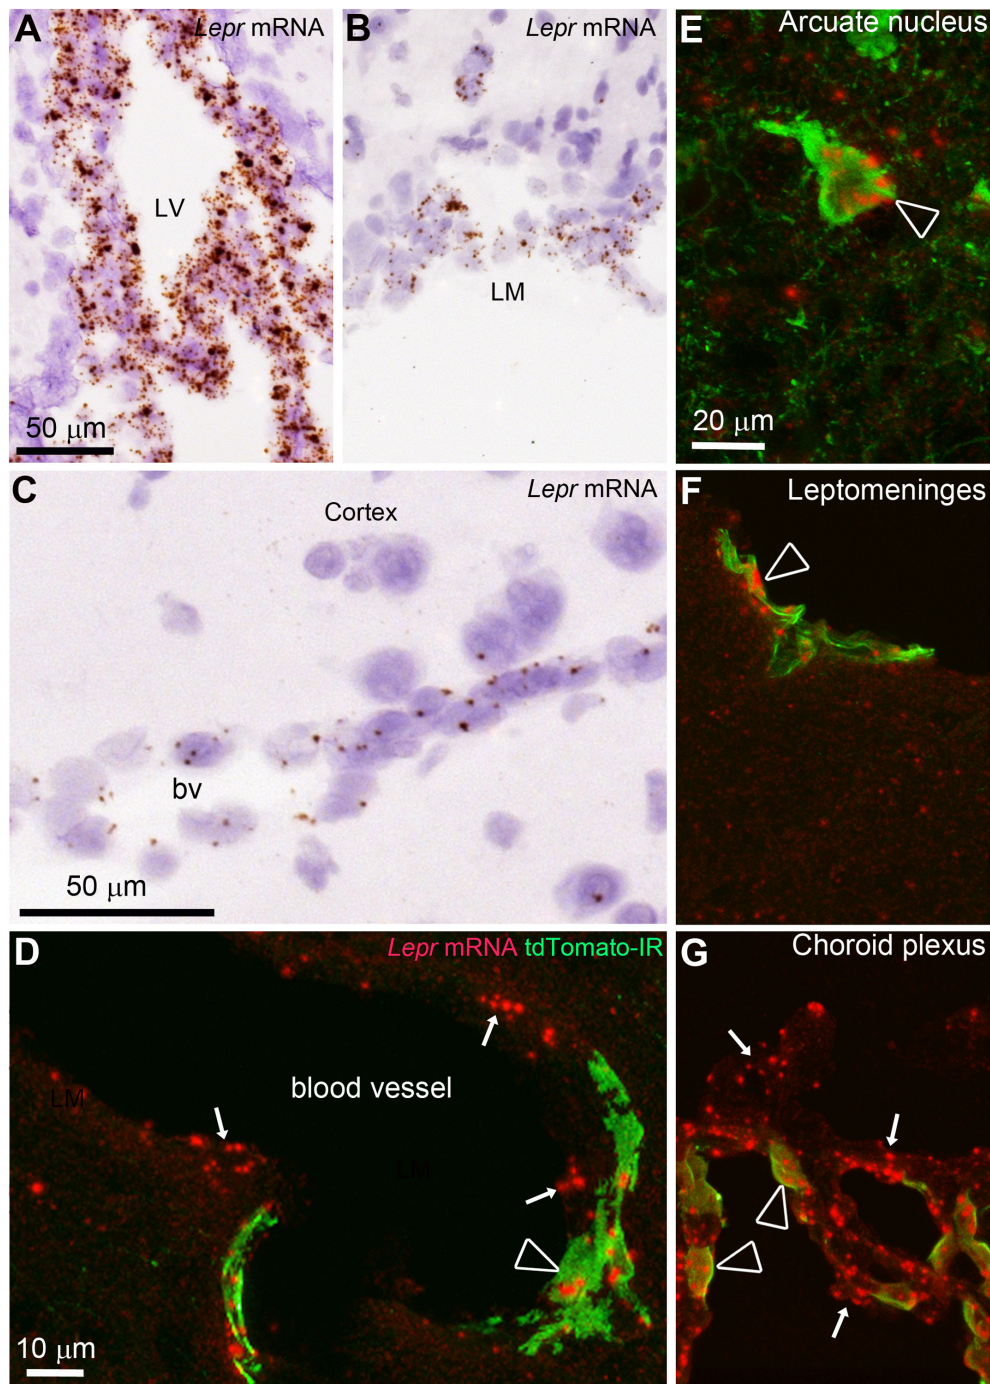 A
Lepr mRNA
LV
50 μm
B
Lepr mRNA
LM
C
Lepr mRNA
Cortex
bv
50 μm
D
Lepr mRNA tdTomato-IR
blood vessel
LM
LM
10 μm
E
Arcuate nucleus
20 μm
F
Leptomeninges
G
Choroid plexus